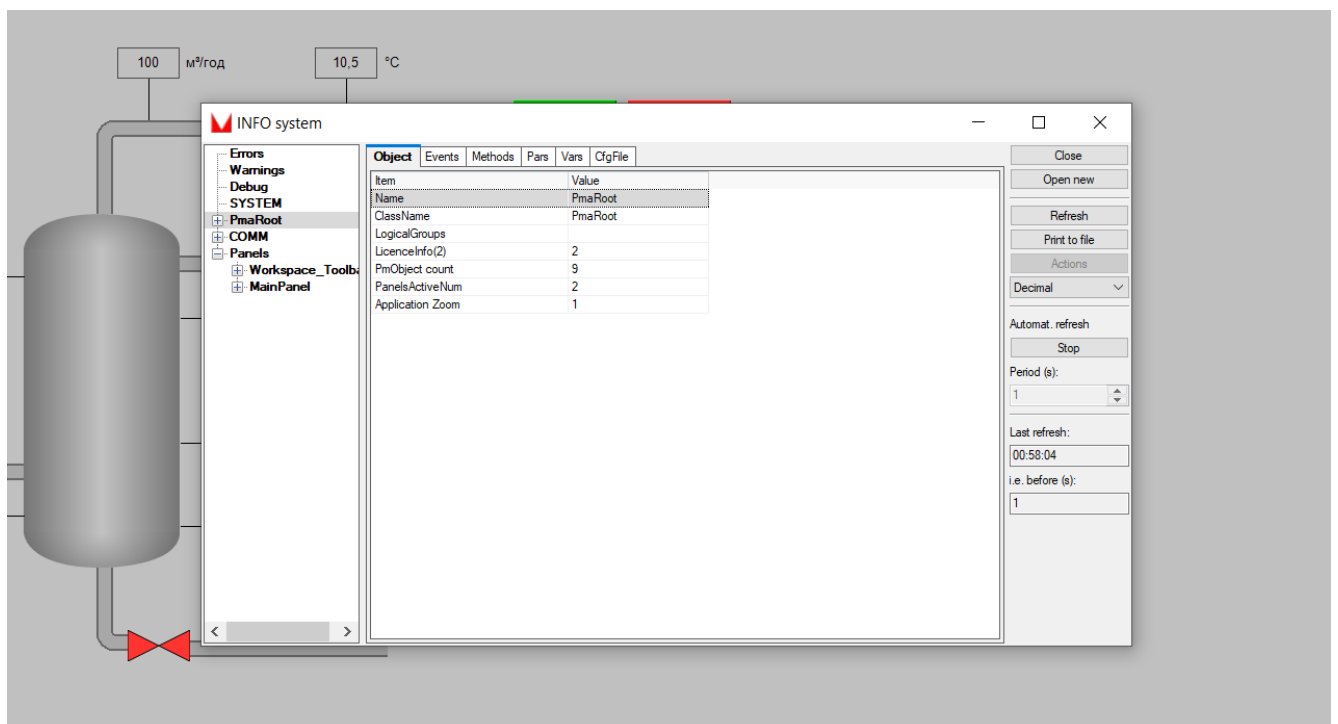 100 м³/год 10,5 °C
INFO system
Errors
Warnings
Debug
SYSTEM
PmaRoot
COMM
Panels
Workspace_Toolba
MainPanel
Object Events Methods Pars Vars CfgFile
Item Value
Name PmaRoot
ClassName PmaRoot
LogicalGroups
LicenceInfo(2) 2
PmObject count 9
PanelsActiveNum 2
Application Zoom 1
Close
Open new
Refresh
Print to file
Actions
Decimal
Automat. refresh
Stop
Period (s):
1
Last refresh:
00:58:04
i.e. before (s):
1